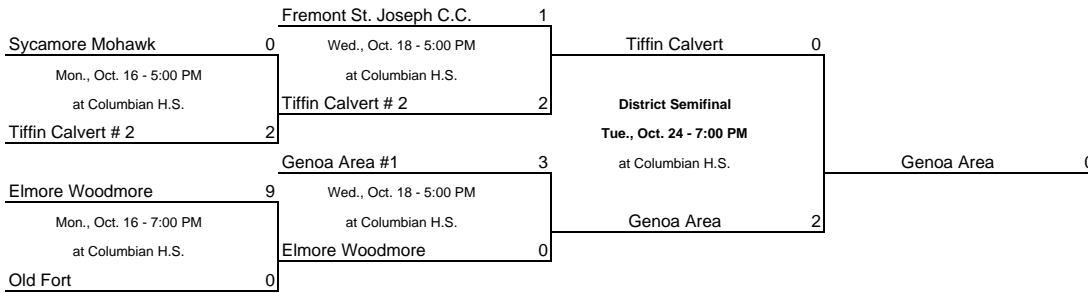 Fremont St. Joseph C.C. 1
Sycamore Mohawk 0
Wed., Oct. 18 - 5:00 PM
Tiffin Calvert 0
Mon., Oct. 16 - 5:00 PM
at Columbian H.S.
at Columbian H.S.
Tiffin Calvert # 2 2
District Semifinal
Tiffin Calvert # 2 2
Tue., Oct. 24 - 7:00 PM
Genoa Area #1 3
at Columbian H.S.
Genoa Area 0
Elmore Woodmore 9
Wed., Oct. 18 - 5:00 PM
Mon., Oct. 16 - 7:00 PM
at Columbian H.S.
Genoa Area 2
at Columbian H.S.
Elmore Woodmore 0
Old Fort 0